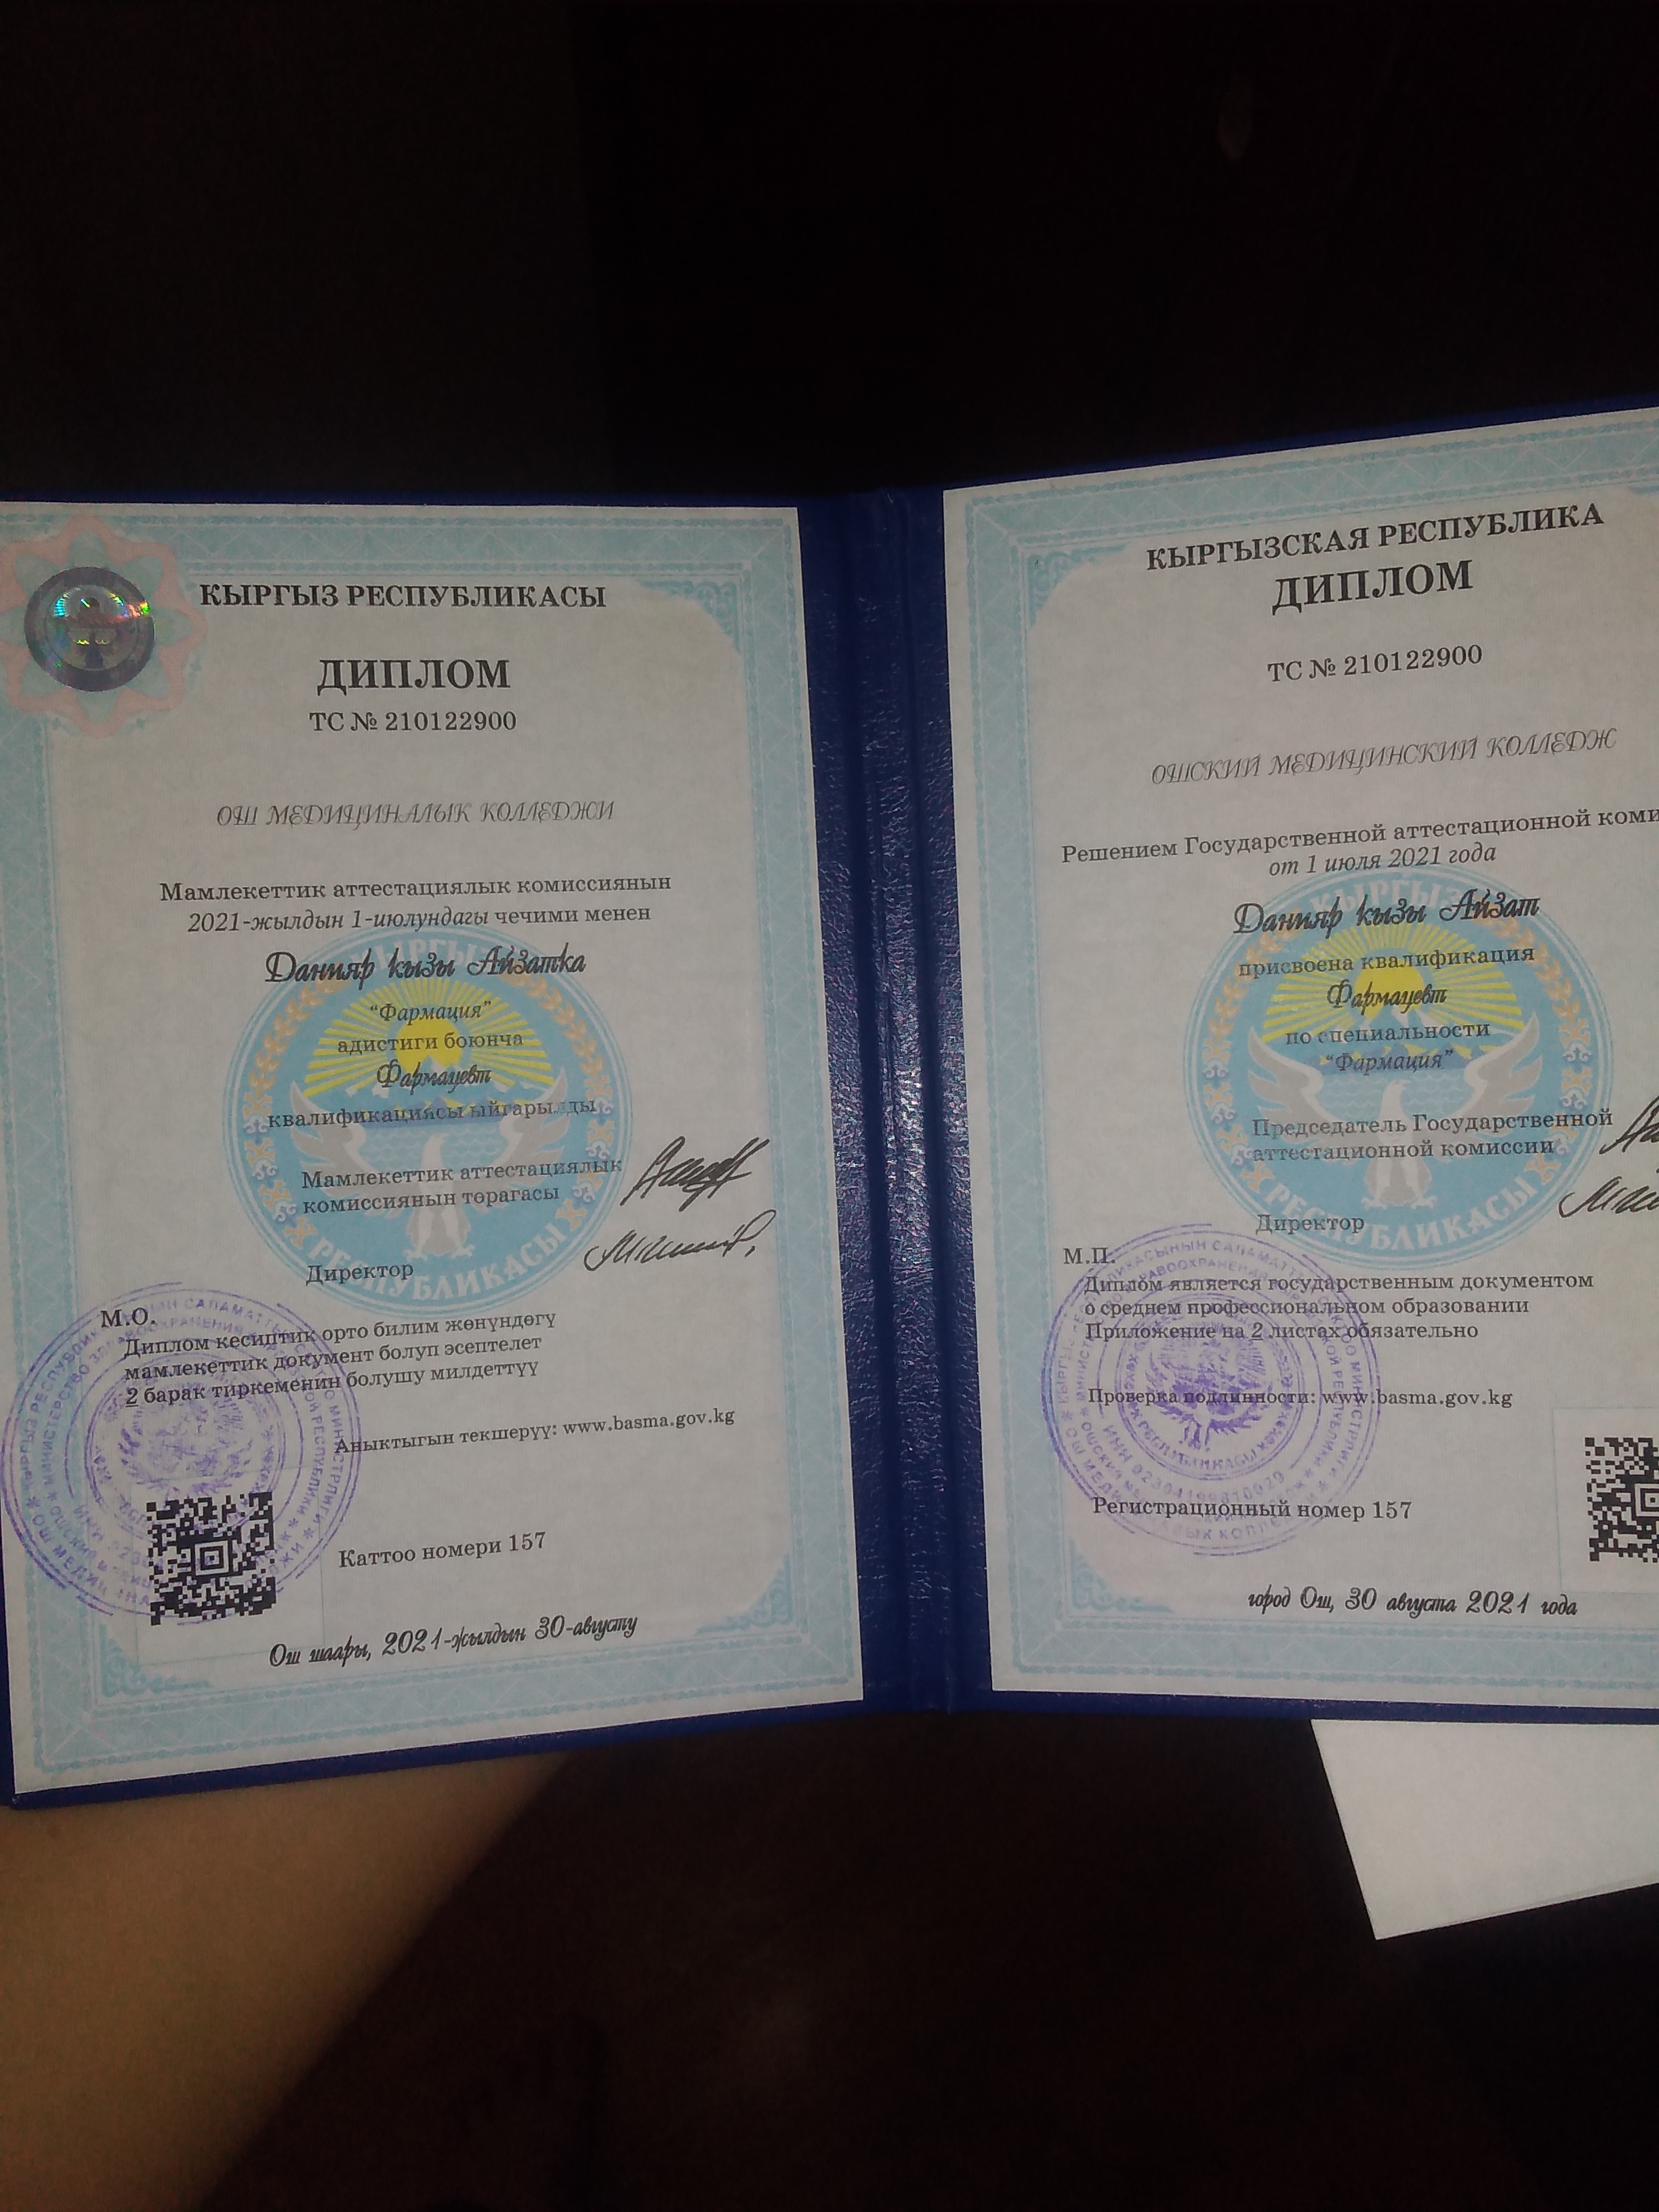 КЫРГЫЗ РЕСПУБЛИКАСЫ
ДИПЛОМ
ТС № 210122900
ОШ МЕДИЦИНАЛЫК КОЛЛЕДЖИ
Мамлекеттик аттестациялык комиссиянын
2021-жылдын 1-июлундагы чечими менен
Данияр кызы Айзатка
"Фармация"
адистиги боюнча
Фармацевт
квалификациясы ыйгарылды
Мамлекеттик аттестациялык
комиссиянын төрагасы
Директор
М.О.
Диплом кесиптик орто билим жөнүндөгү
мамлекеттик документ болуп эсептелет
2 барак тиркеменин болушу милдеттүү
Аныктыгын текшерүү: www.basma.gov.kg
Каттоо номери 157
Ош шаары, 2021-жылдын 30-августу
КЫРГЫЗСКАЯ РЕСПУБЛИКА
ДИПЛОМ
ТС № 210122900
ОШСКИЙ МЕДИЦИНСКИЙ КОЛЛЕДЖ
Решением Государственной аттестационной коми
от 1 июля 2021 года
Данияр кызы Айзат
присвоена квалификация
Фармацевт
по специальности
"Фармация"
Председатель Государственной
аттестационной комиссии
Директор
М.П.
Диплом является государственным документом
о среднем профессиональном образовании
Приложение на 2 листах обязательно
Проверка подлинности: www.basma.gov.kg
Регистрационный номер 157
город Ош, 30 августа 2021 года